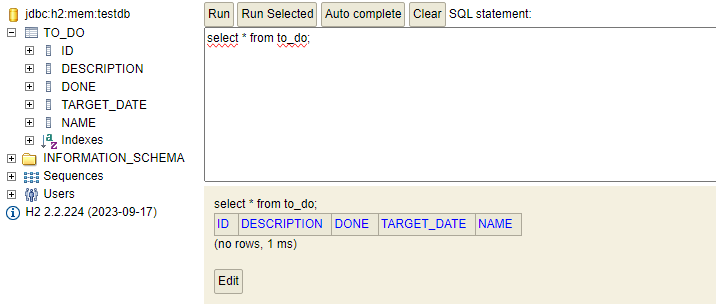 jdbc:h2:mem:testdb
TO_DO
ID
DESCRIPTION
DONE
TARGET_DATE
NAME
Indexes
INFORMATION_SCHEMA
Sequences
Users
H2 2.2.224 (2023-09-17)
Run Run Selected Auto complete Clear SQL statement:
select * from to_do;
select * from to_do;
ID DESCRIPTION DONE TARGET_DATE NAME
(no rows, 1 ms)
Edit